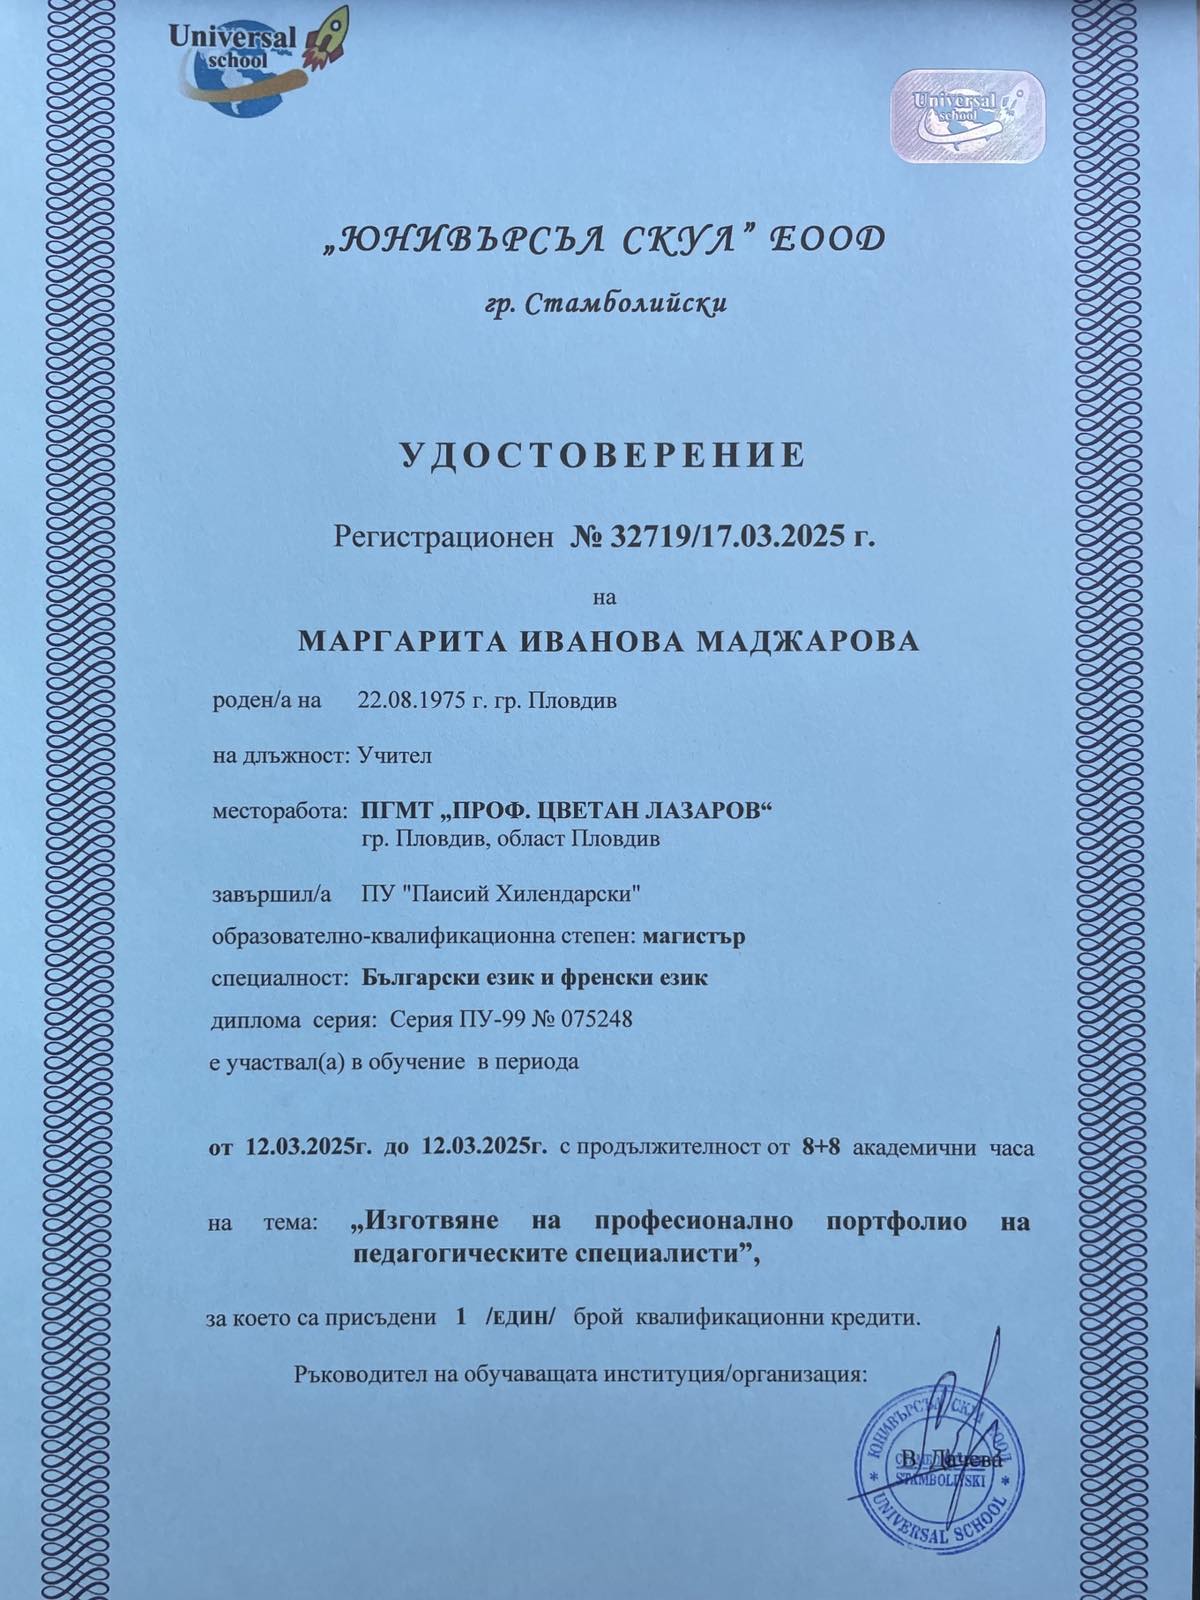 Universal
school
Universal
school
„ЮНИВЪРСЪЛ СКУЛ” ЕООД
гр. Стамболийски
УДОСТОВЕРЕНИЕ
Регистрационен № 32719/17.03.2025 г.
на
МАРГАРИТА ИВАНОВА МАДЖАРОВА
роден/а на 22.08.1975 г. гр. Пловдив
на длъжност: Учител
месторабота: ПГМТ „ПРОФ. ЦВЕТАН ЛАЗАРОВ“
гр. Пловдив, област Пловдив
завършил/а ПУ "Паисий Хилендарски"
образователно-квалификационна степен: магистър
специалност: Български език и френски език
диплома серия: Серия ПУ-99 № 075248
е участвал(а) в обучение в периода
от 12.03.2025г. до 12.03.2025г. с продължителност от 8+8 академични часа
на тема: „Изготвяне на професионално портфолио на
педагогическите специалисти”,
за което са присъдени 1 /ЕДИН/ брой квалификационни кредити.
Ръководител на обучаващата институция/организация:
ЮНИВЪРСЪЛ СКУЛ ЕООД
В. Дачева
STAMBOLIYSKI
UNIVERSAL SCHOOL